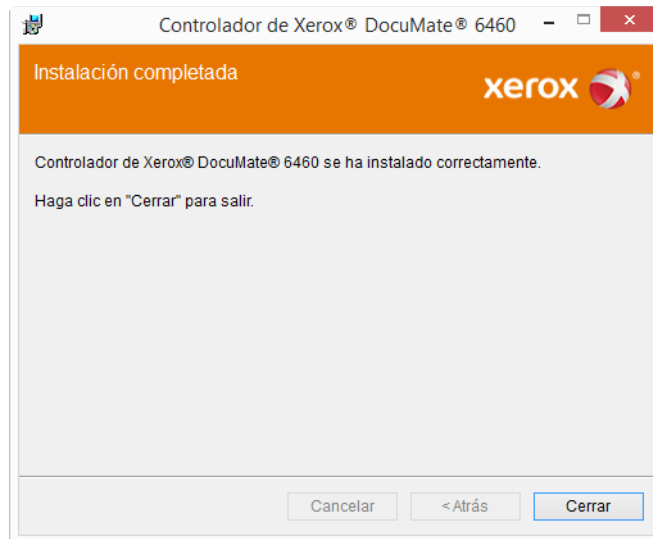 Controlador de Xerox® DocuMate® 6460
Instalación completada
xerox
Controlador de Xerox® DocuMate® 6460 se ha instalado correctamente.
Haga clic en "Cerrar" para salir.
Cancelar
< Atrás
Cerrar